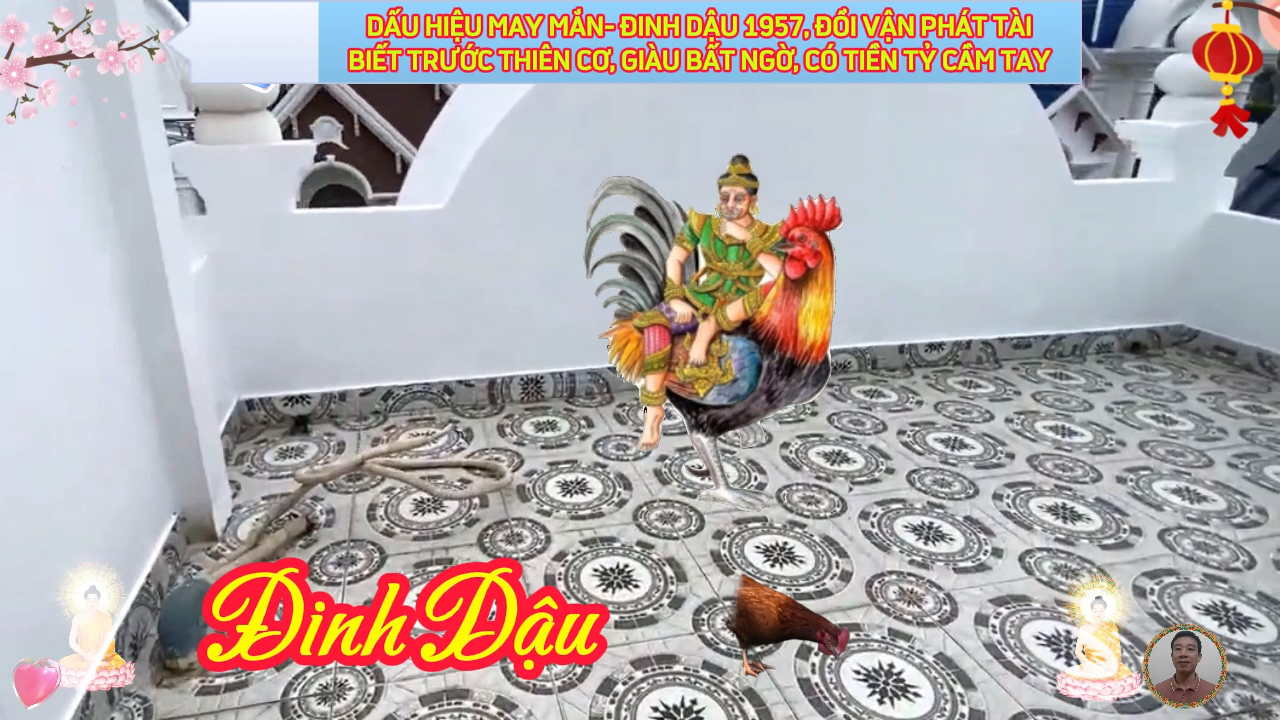 DẤU HIỆU MAY MẮN- ĐINH DẬU 1957, ĐỔI VẬN PHÁT TÀI
BIẾT TRƯỚC THIÊN CƠ, GIÀU BẤT NGỜ, CÓ TIỀN TỶ CẦM TAY
Đinh Dậu